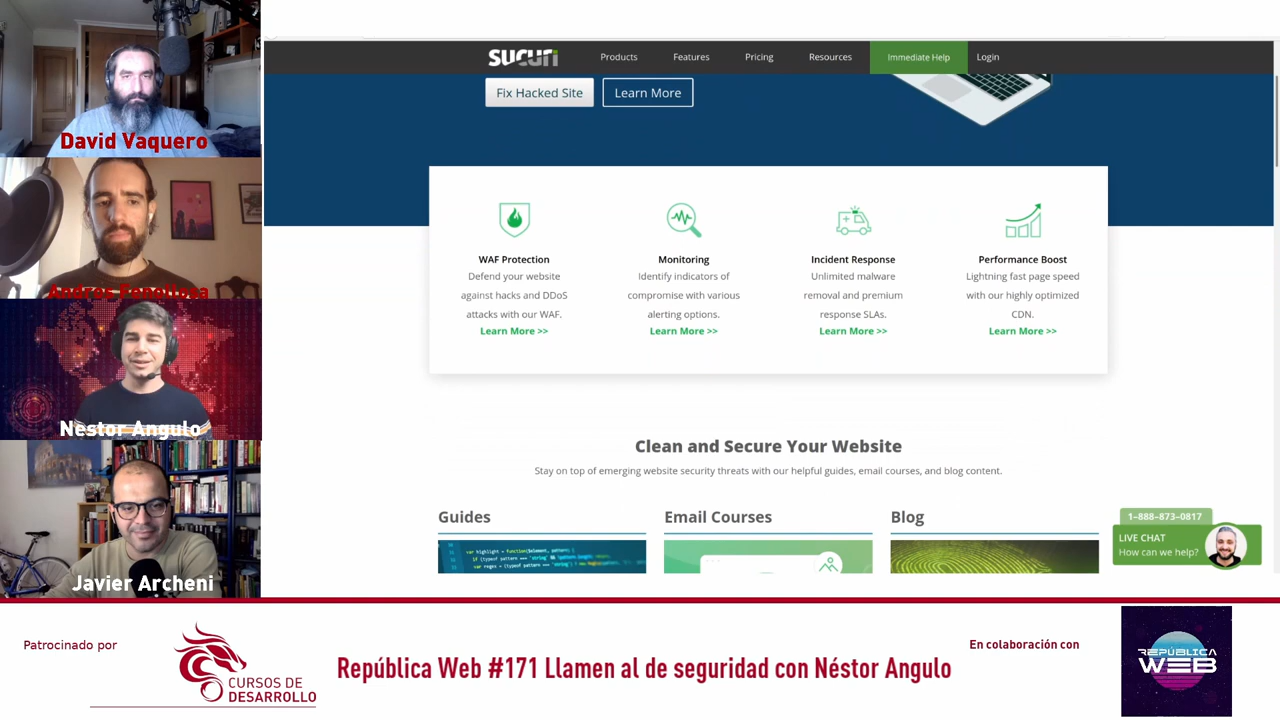 David Vaquero
Andros Fenollosa
Néstor Angulo
Javier Archeni
SUCURI
Products
Features
Pricing
Resources
Immediate Help
Login
Fix Hacked Site
Learn More
WAF Protection
Defend your website
against hacks and DDoS
attacks with our WAF.
Learn More >>
Monitoring
Identify indicators of
compromise with various
alerting options.
Learn More >>
Incident Response
Unlimited malware
removal and premium
response SLAs.
Learn More >>
Performance Boost
Lightning fast page speed
with our highly optimized
CDN.
Learn More >>
Clean and Secure Your Website
Stay on top of emerging website security threats with our helpful guides, email courses, and blog content.
Guides
Email Courses
Blog
1–888–873–0817
LIVE CHAT
How can we help?
Patrocinado por
CURSOS DE
DESARROLLO
República Web #171 Llamen al de seguridad con Néstor Angulo
En colaboración con
REPÚBLICA
WEB